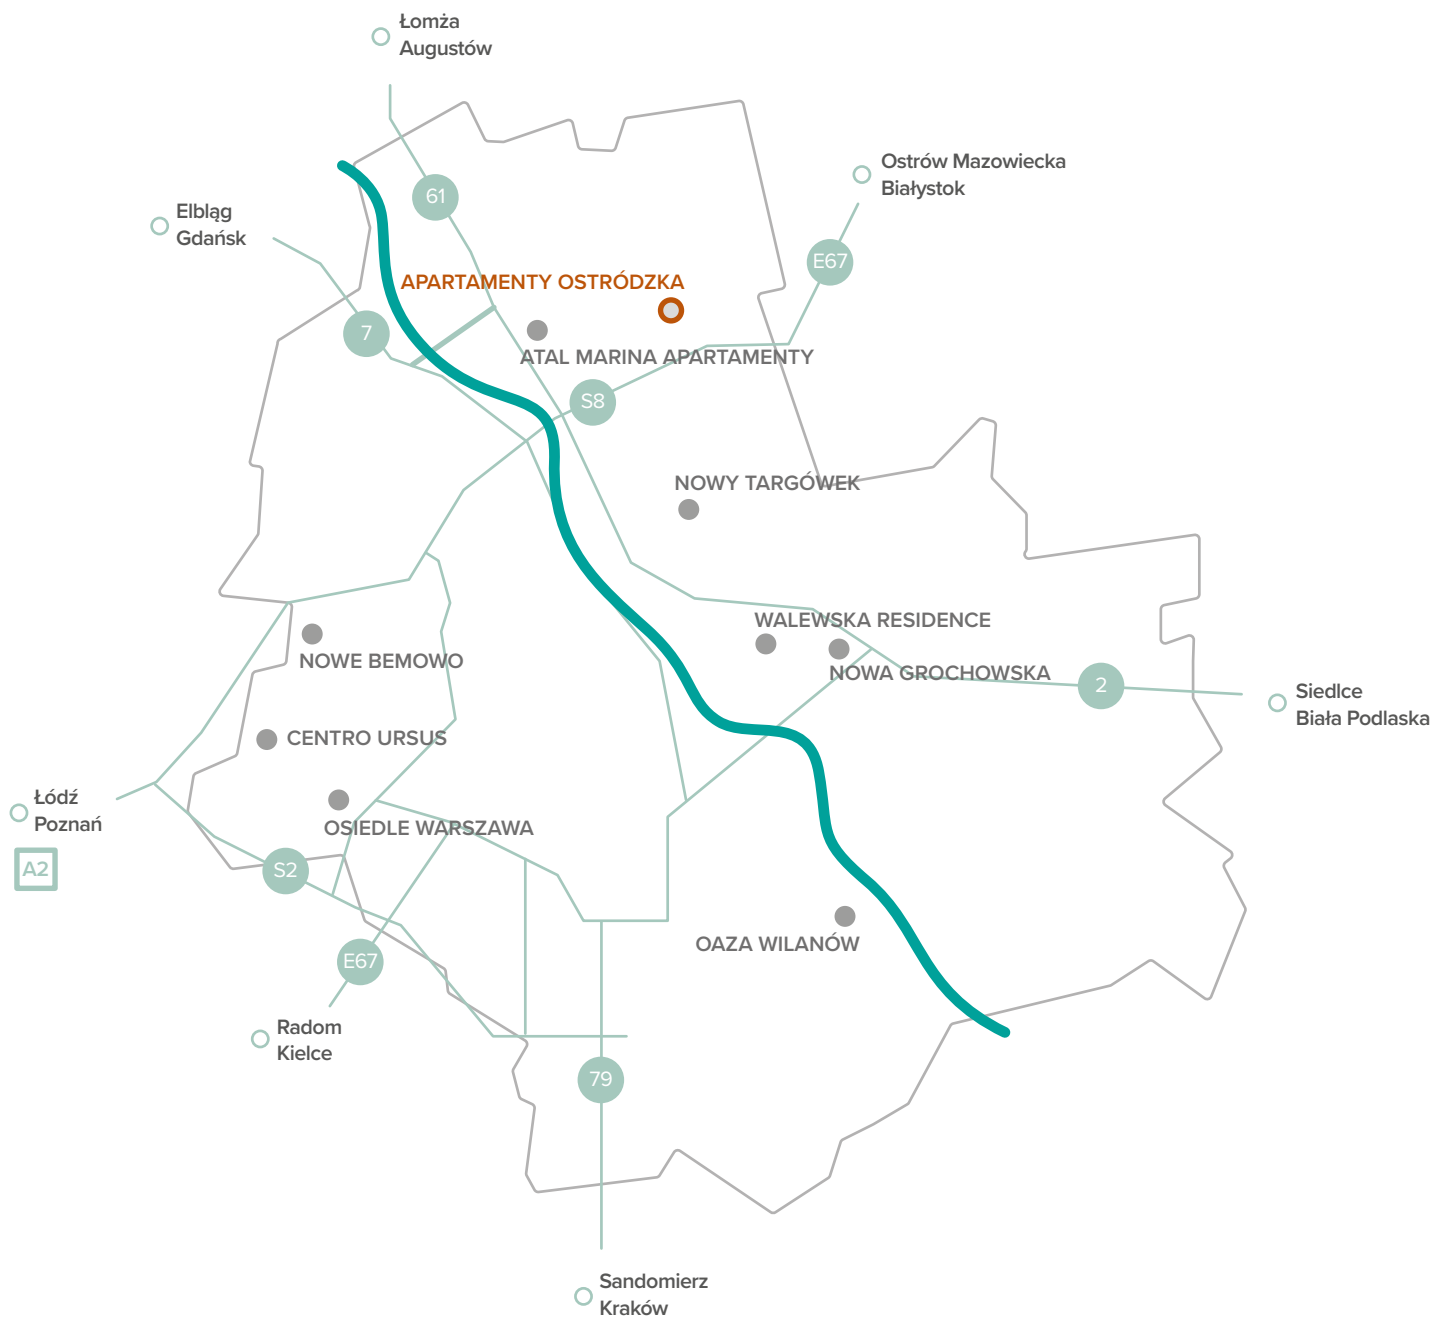 Łomża
Augustów
Ostrów Mazowiecka
Białystok
61
Elbląg
Gdańsk
E67
APARTAMENTY OSTRÓDZKA
7
ATAL MARINA APARTAMENTY
S8
NOWY TARGÓWEK
WALEWSKA RESIDENCE
NOWE BEMOWO
NOWA GROCHOWSKA
2
Siedlce
Biała Podlaska
CENTRO URSUS
Łódź
Poznań
OSIEDLE WARSZAWA
A2
S2
OAZA WILANÓW
E67
Radom
Kielce
79
Sandomierz
Kraków